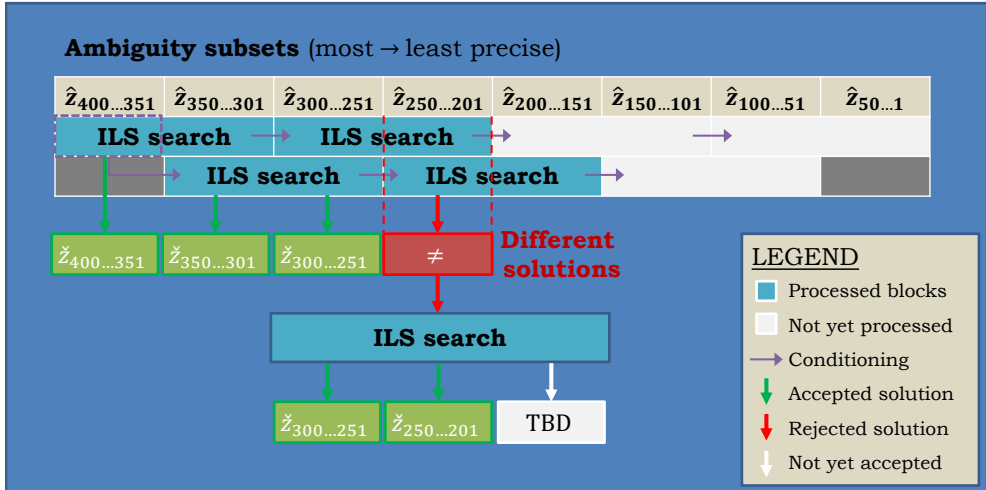 Ambiguity subsets (most → least precise)
ẑ400…351 ẑ350…301 ẑ300…251 ẑ250…201 ẑ200…151 ẑ150…101 ẑ100…51 ẑ50…1
ILS search ILS search
ILS search ILS search
ž400…351 ž350…301 ž300…251 ≠ Different solutions
ILS search
ž300…251 ž250…201 TBD
LEGEND
Processed blocks
Not yet processed
Conditioning
Accepted solution
Rejected solution
Not yet accepted